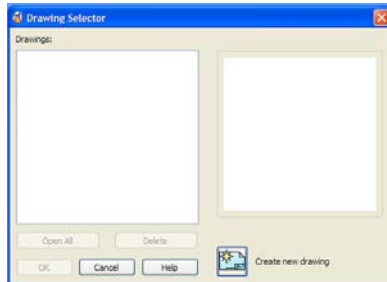 Drawing Selector
Drawings:
Open All Delete
OK Cancel Help
Create new drawing